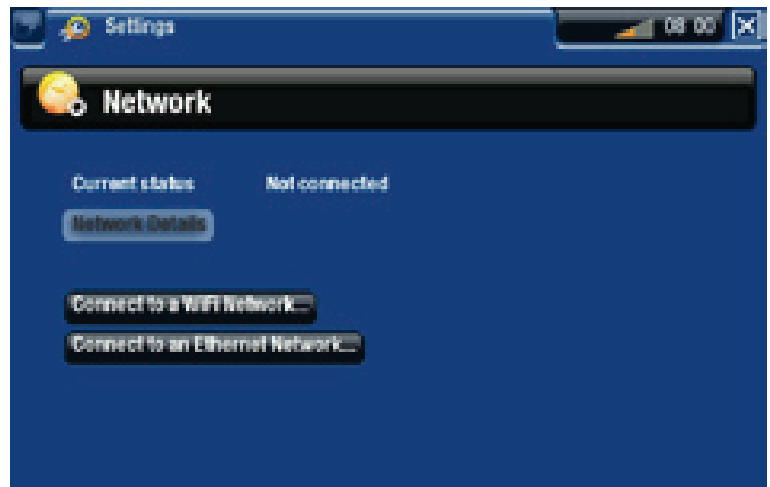 Settings 08 00
Network
Current status Not connected
Network Details
Connect to a WiFi Network...
Connect to an Ethernet Network...